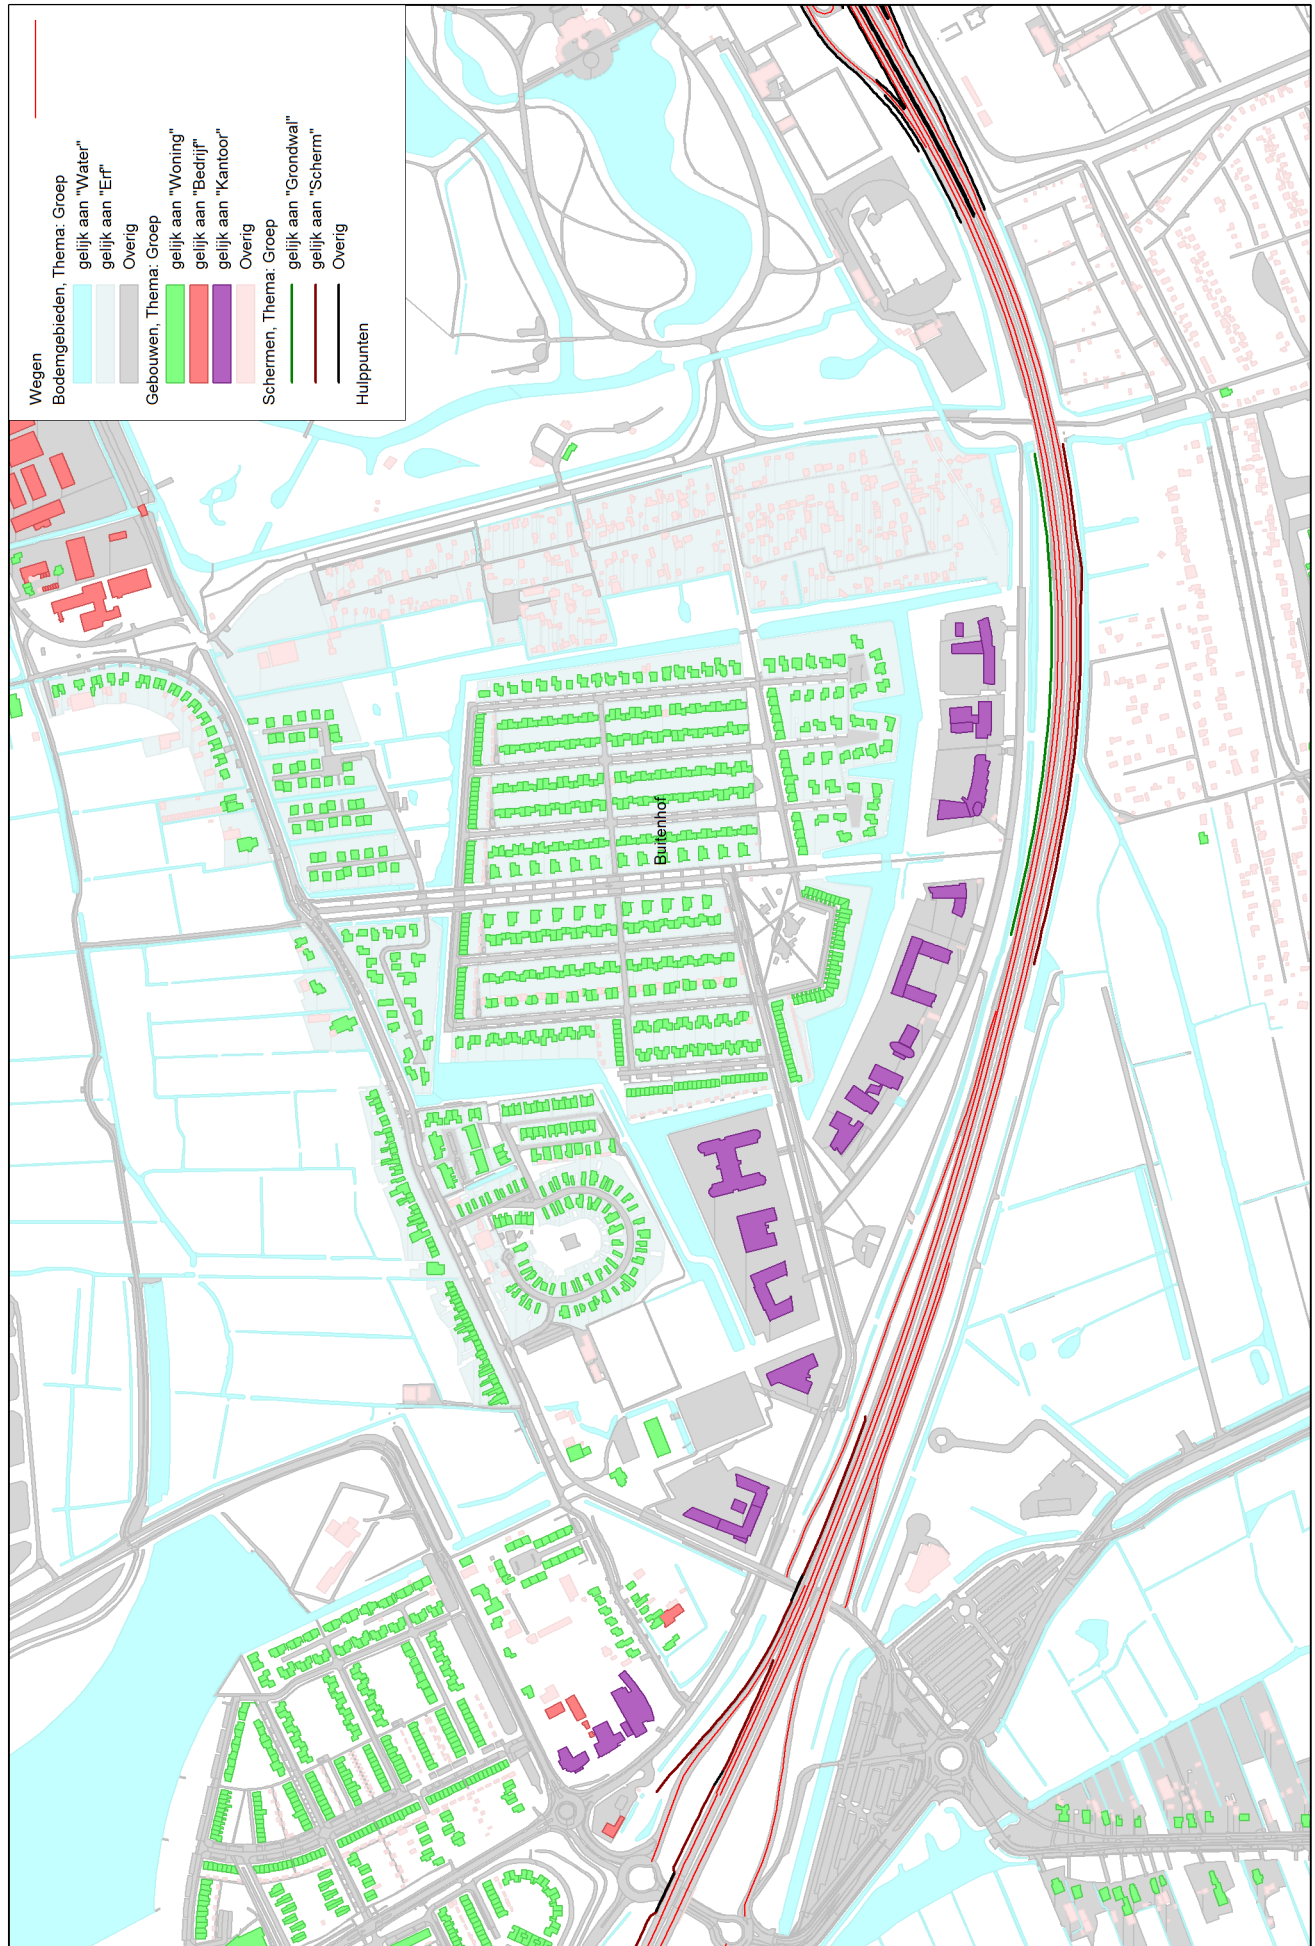 Wegen
Bodemgebieden, Thema: Groep
gelijk aan "Water"
gelijk aan "Erf"
Overig
Gebouwen, Thema: Groep
gelijk aan "Woning"
gelijk aan "Bedrijf"
gelijk aan "Kantoor"
Overig
Schermen, Thema: Groep
gelijk aan "Grondwal"
gelijk aan "Scherm"
Overig
Hulppunten
Buitenhof